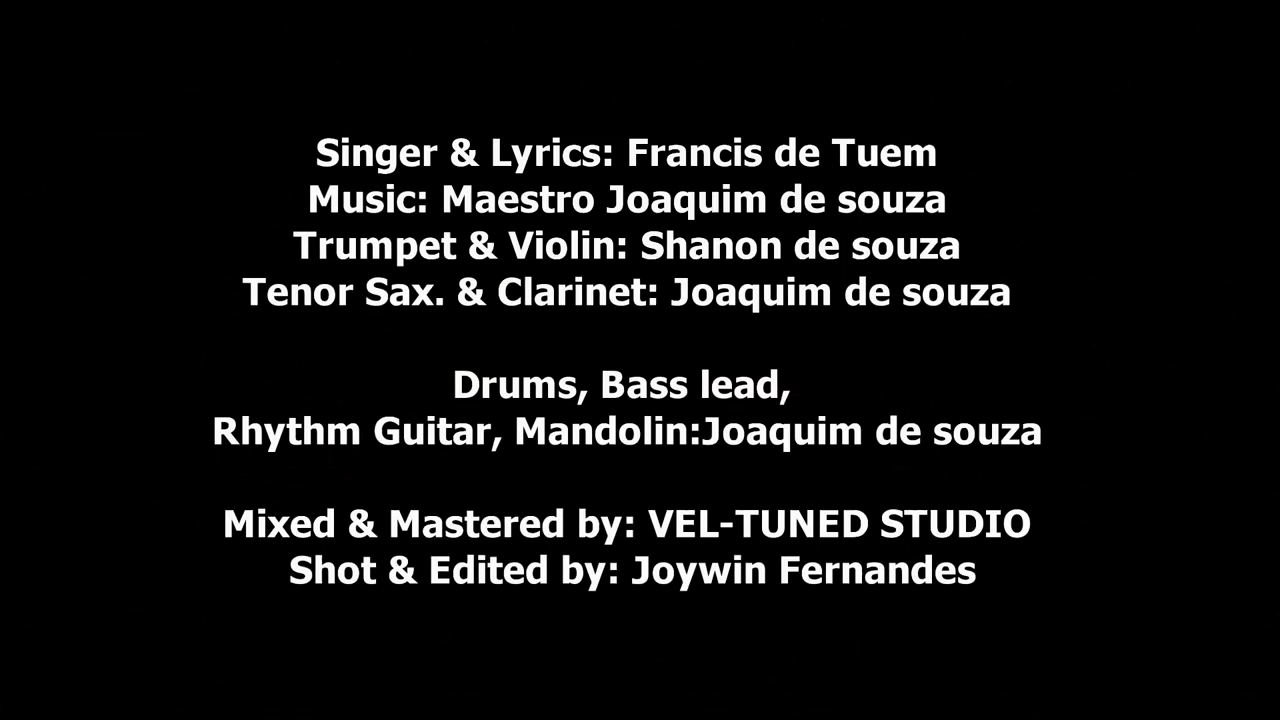 Singer & Lyrics: Francis de Tuem
Music: Maestro Joaquim de souza
Trumpet & Violin: Shanon de souza
Tenor Sax. & Clarinet: Joaquim de souza
Drums, Bass lead,
Rhythm Guitar, Mandolin:Joaquim de souza
Mixed & Mastered by: VEL-TUNED STUDIO
Shot & Edited by: Joywin Fernandes